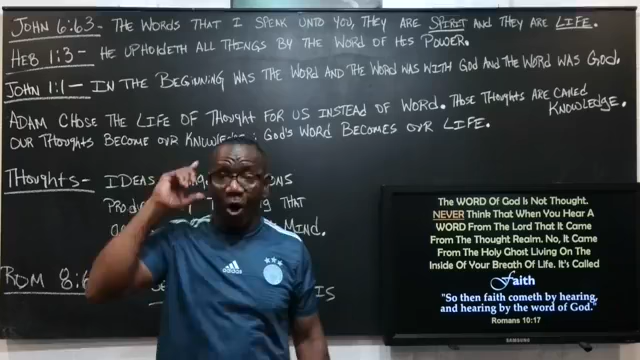 JOHN 6:63- THE WORDS THAT I SPEAK UNTO YOU, THEY ARE SPIRIT AND THEY ARE LIFE.
HEB 1:3- HE UPHOLDETH ALL THINGS BY THE WORD OF HIS POWER.
JOHN 1:1- IN THE BEGINNING WAS THE WORD AND THE WORD WAS WITH GOD AND THE WORD WAS GOD.
ADAM CHOSE THE LIFE OF THOUGHT FOR US INSTEAD OF WORD. THOSE THOUGHTS ARE CALLED KNOWLEDGE.
OUR THOUGHTS BECOME OUR KNOWLEDGE; GOD'S WORD BECOMES OUR LIFE.
THOUGHTS- IDEAS
THAT
MIND.
ROM 8:6
IS
adidas
The WORD Of God Is Not Thought.
NEVER Think That When You Hear A
WORD From The Lord That It Came
From The Thought Realm. No, It Came
From The Holy Ghost Living On The
Inside Of Your Breath Of Life. It's Called
Faith
"So then faith cometh by hearing,
and hearing by the word of God."
Romans 10:17
SAMSUNG